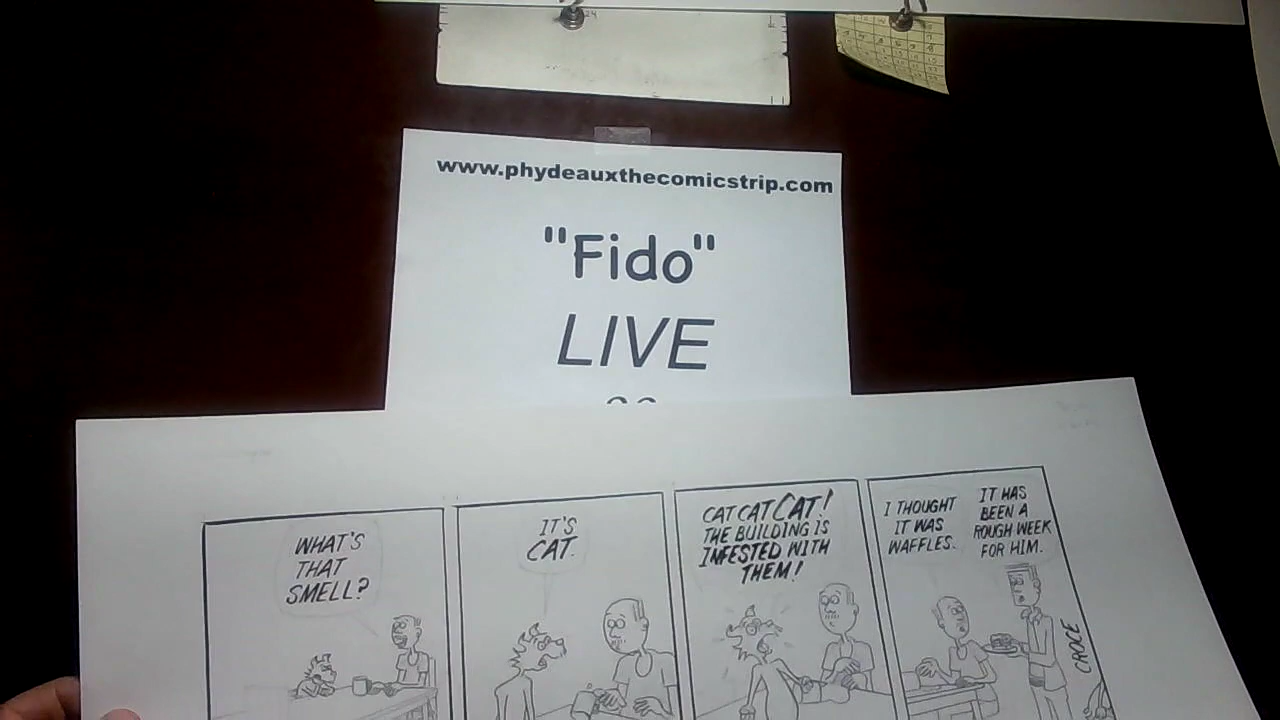 www.phydeauxthecomicstrip.com
"Fido"
LIVE
WHAT'S
THAT
SMELL?
IT'S
CAT.
CAT CAT CAT!
THE BUILDING IS
INFESTED WITH
THEM!
I THOUGHT
IT WAS
WAFFLES.
IT HAS
BEEN A
ROUGH WEEK
FOR HIM.
CROCE